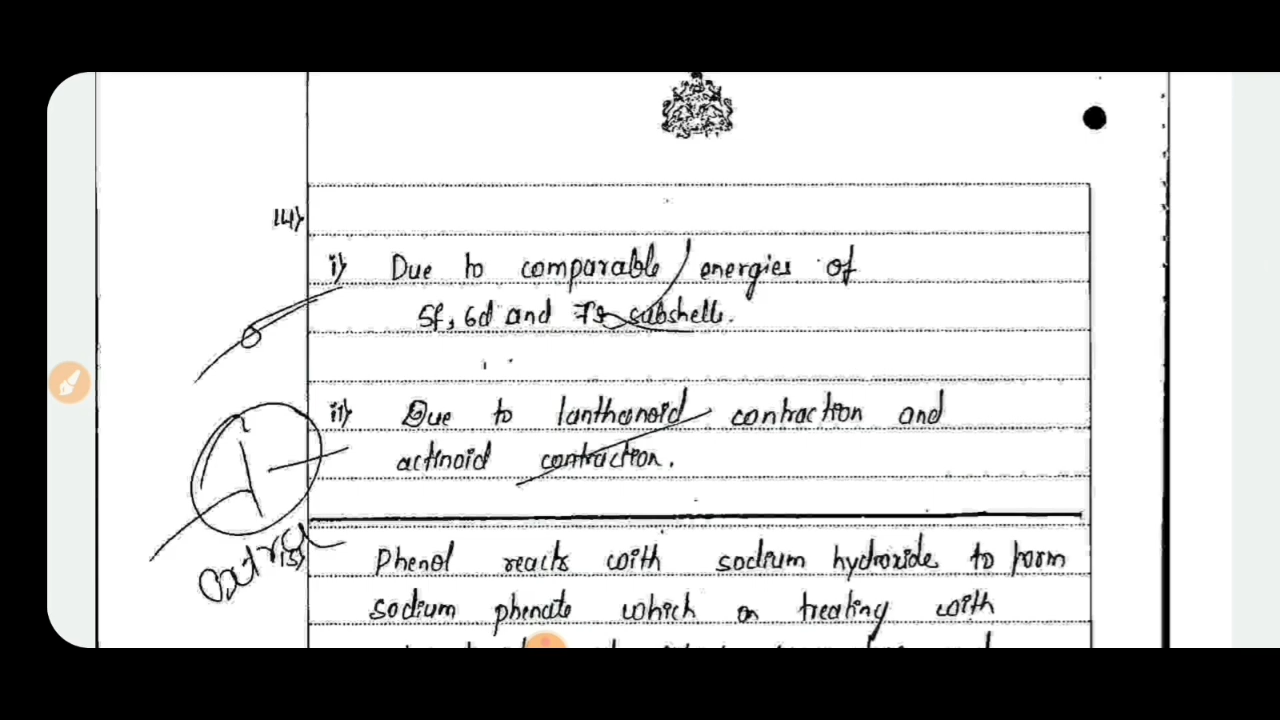 14)
i) Due to comparable energies of
5f, 6d and 7s subshells.
ii) Due to lanthanoid contraction and
actinoid contraction.
15)
Phenol reacts with sodium hydroxide to form
sodium phenate which on treating with